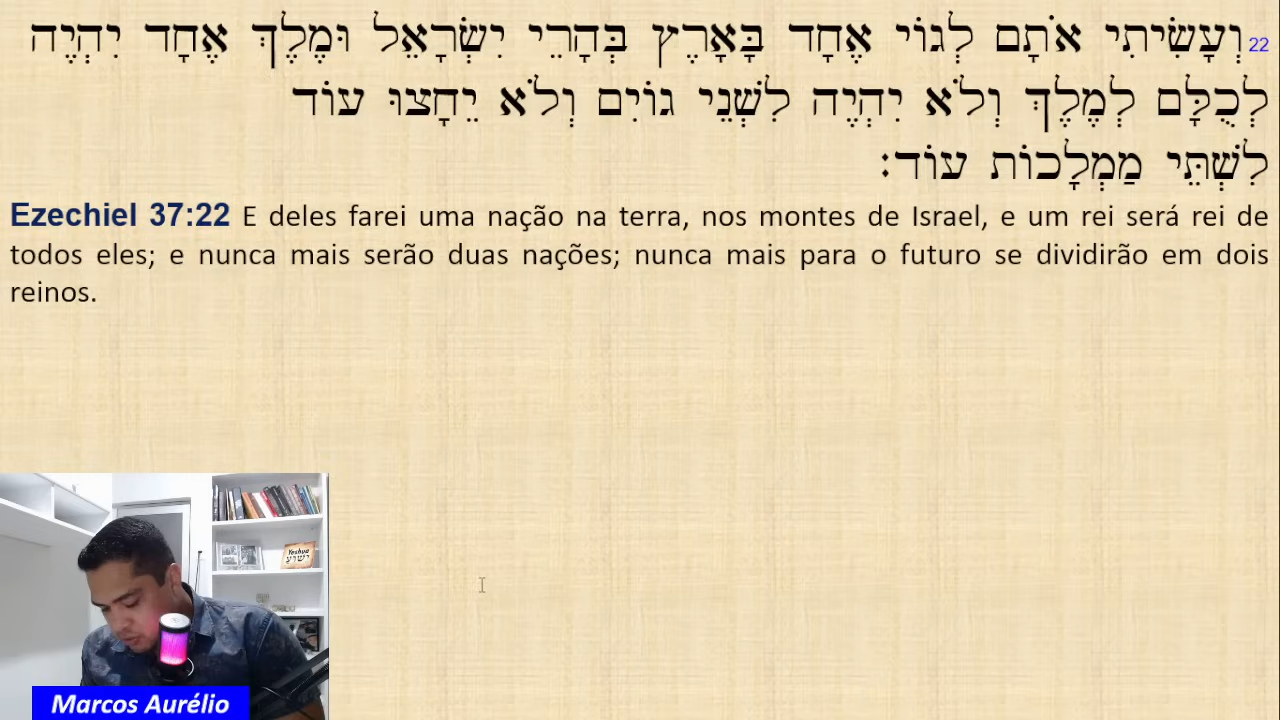 22 וְעָשִׂיתִי אֹתָם לְגוֹי אֶחָד בָּאָרֶץ בְּהָרֵי יִשְׂרָאֵל וּמֶלֶךְ אֶחָד יִהְיֶה
לְכֻלָּם לְמֶלֶךְ וְלֹא יִהְיֶה לִשְׁנֵי גוֹיִם וְלֹא יֵחָצוּ עוֹד
לִשְׁתֵּי מַמְלָכוֹת עוֹד׃
Ezechiel 37:22 E deles farei uma nação na terra, nos montes de Israel, e um rei será rei de
todos eles; e nunca mais serão duas nações; nunca mais para o futuro se dividirão em dois
reinos.
Yeshua
ישוע
Marcos Aurélio